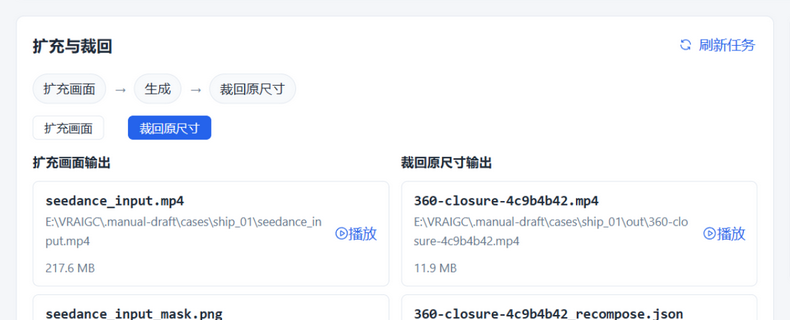 扩充与裁回
刷新任务
扩充画面 → 生成 → 裁回原尺寸
扩充画面 裁回原尺寸
扩充画面输出
seedance_input.mp4
E:\VRAIGC\.manual-draft\cases\ship_01\seedance_in
put.mp4
播放
217.6 MB
seedance_input_mask.png
裁回原尺寸输出
360-closure-4c9b4b42.mp4
E:\VRAIGC\.manual-draft\cases\ship_01\out\360-clo
sure-4c9b4b42.mp4
播放
11.9 MB
360-closure-4c9b4b42_recompose.json